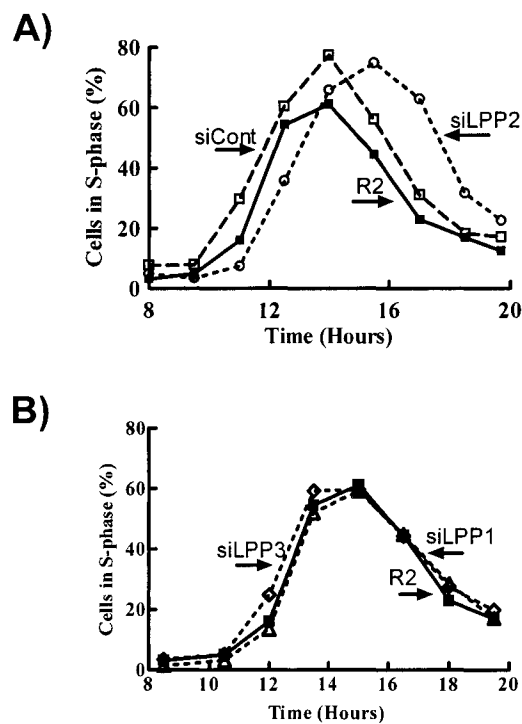 A)
Cells in S-phase (%)
80
60
40
20
0
siCont
siLPP2
R2
8 12 16 20
Time (Hours)
B)
Cells in S-phase (%)
80
60
40
20
0
siLPP3
siLPP1
R2
8 10 12 14 16 18 20
Time (Hours)